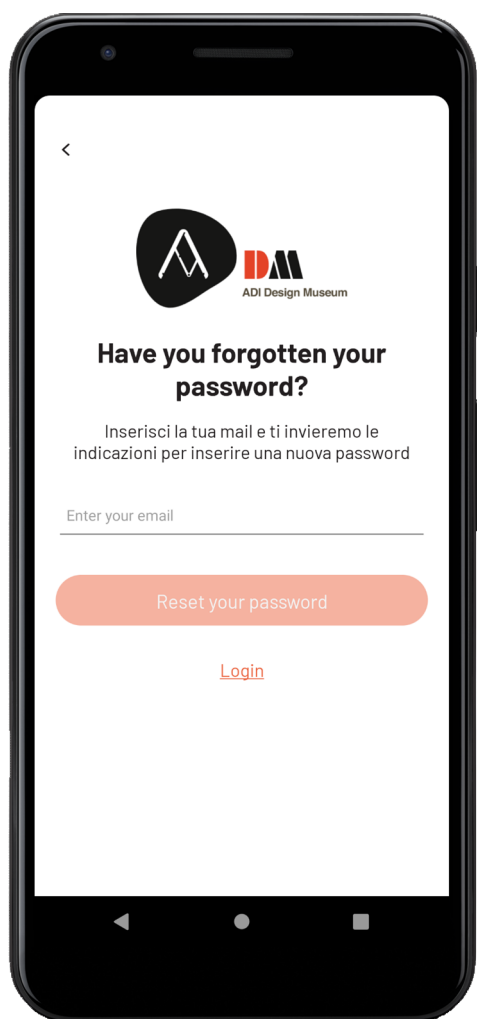 DM
ADI Design Museum
Have you forgotten your
password?
Inserisci la tua mail e ti invieremo le
indicazioni per inserire una nuova password
Enter your email
Reset your password
Login